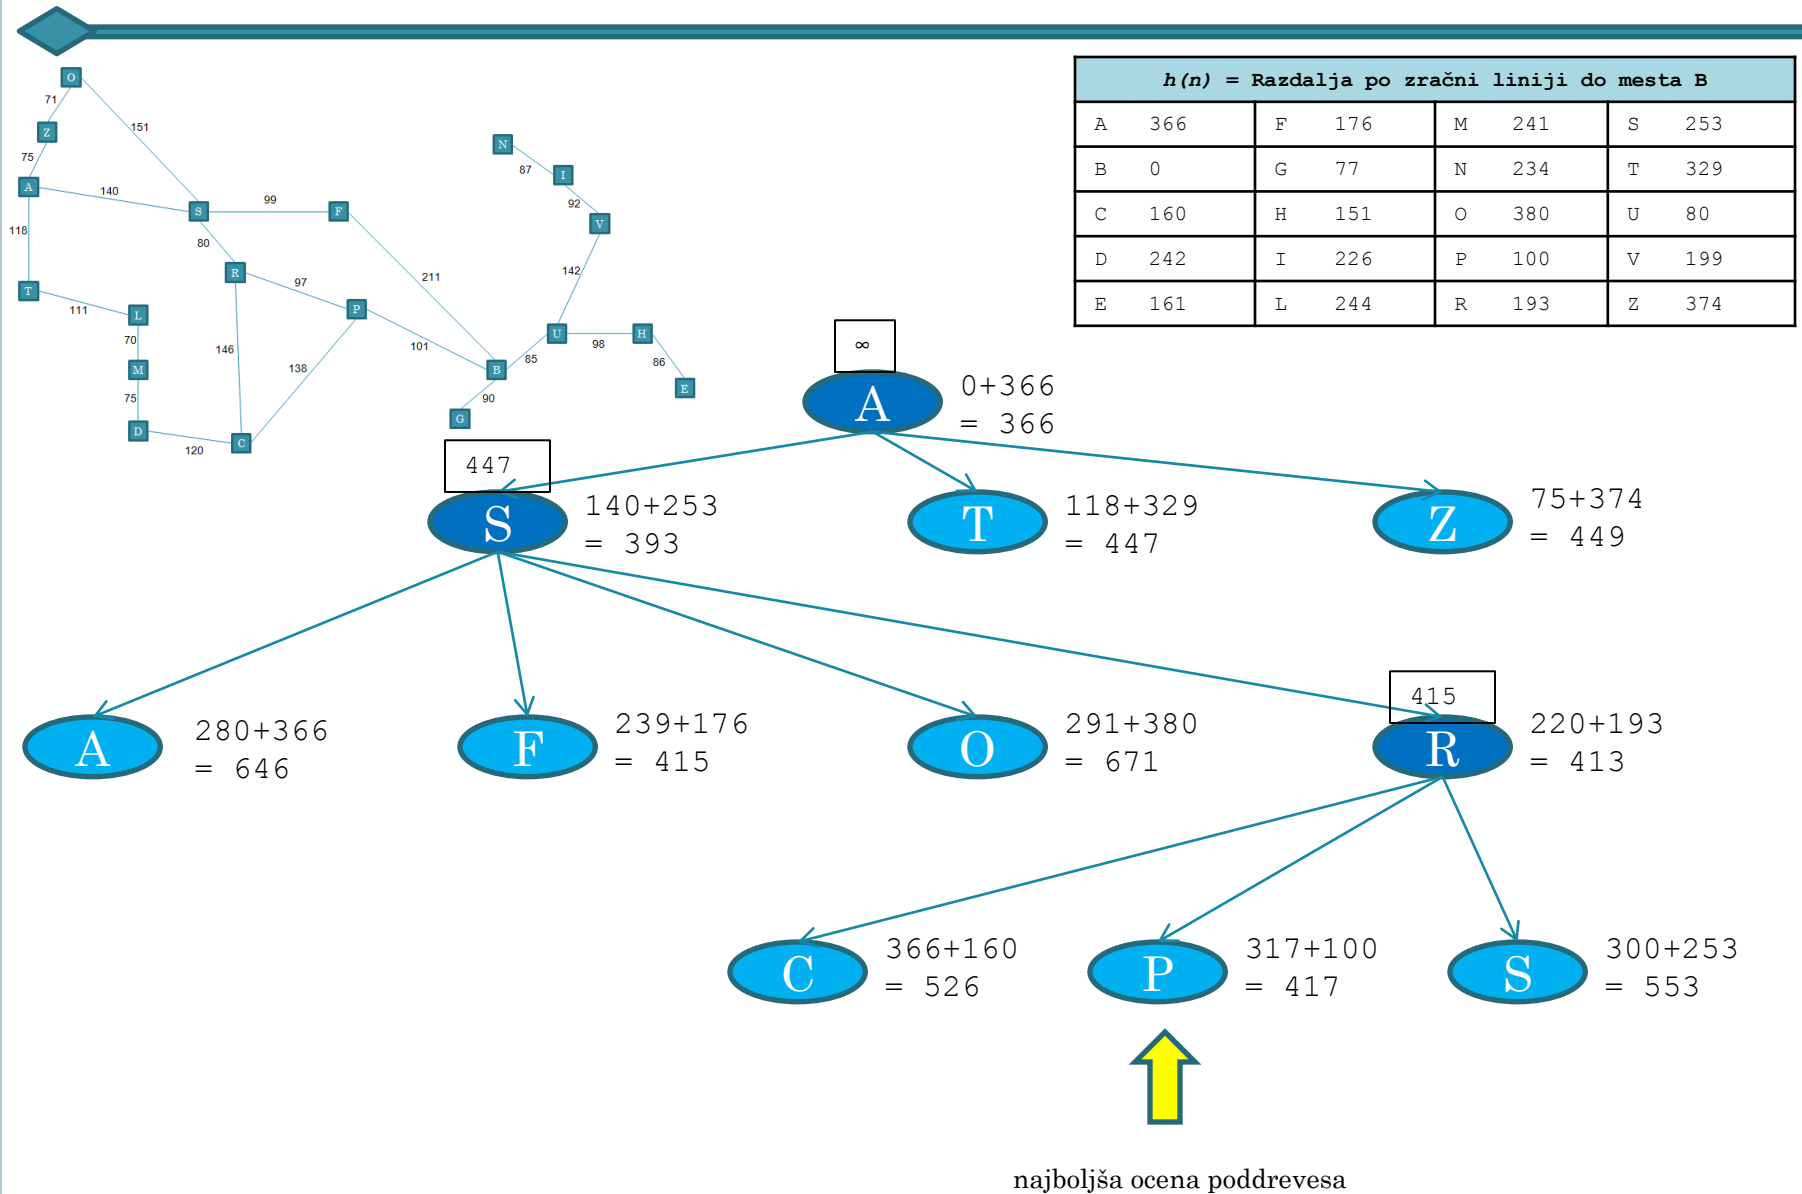 h(n) = Razdalja po zračni liniji do mesta B
A 366 F 176 M 241 S 253
B 0 G 77 N 234 T 329
C 160 H 151 O 380 U 80
D 242 I 226 P 100 V 199
E 161 L 244 R 193 Z 374
O
71
Z
151
75
A
140
S
99
F
118
80
R
97
P
211
T
111
L
70
M
75
D
120
C
146
138
101
B
85
90
G
N
87
I
92
V
142
U
98
H
86
E
∞
A
0+366
= 366
447
S
140+253
= 393
T
118+329
= 447
Z
75+374
= 449
A
280+366
= 646
F
239+176
= 415
O
291+380
= 671
415
R
220+193
= 413
C
366+160
= 526
P
317+100
= 417
S
300+253
= 553
najboljša ocena poddrevesa